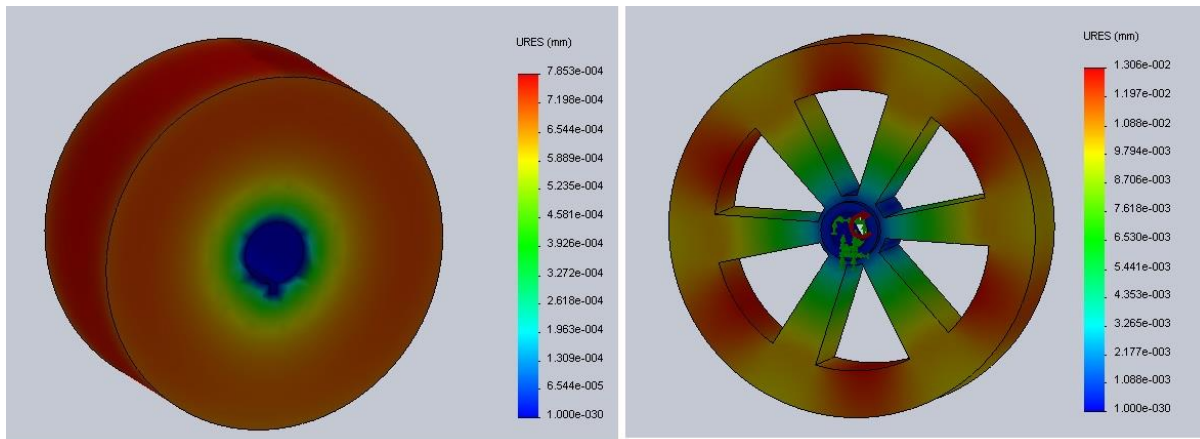 URES (mm)
7.853e-004
7.198e-004
6.544e-004
5.889e-004
5.235e-004
4.581e-004
3.926e-004
3.272e-004
2.618e-004
1.963e-004
1.309e-004
6.544e-005
1.000e-030
URES (mm)
1.306e-002
1.197e-002
1.088e-002
9.794e-003
8.706e-003
7.618e-003
6.530e-003
5.441e-003
4.353e-003
3.265e-003
2.177e-003
1.088e-003
1.000e-030